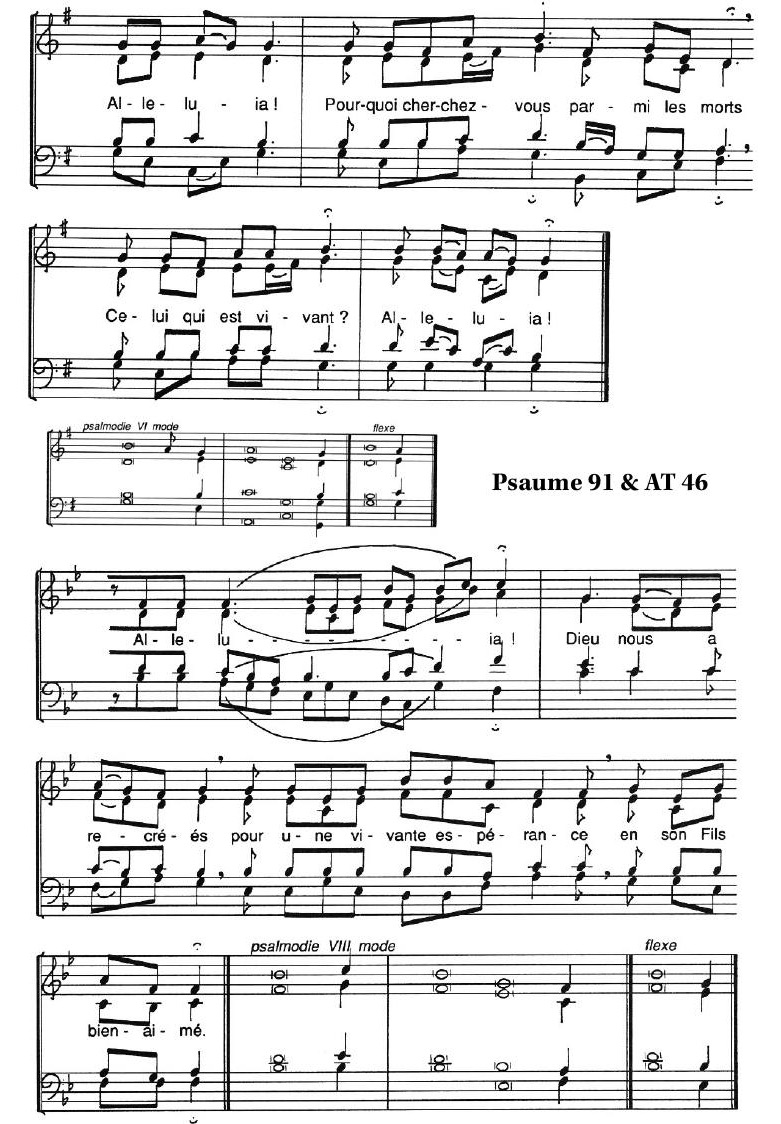 Al - le - lu - ia ! Pour-quoi cher-chez - vous par - mi les morts
Ce - lui qui est vi - vant ? Al - le - lu - ia !
psalmodie VI mode flexe
Psaume 91 & AT 46
Al - le - lu - - - - - - - - - - - ia ! Dieu nous a
re - cré - és pour u - ne vi - vante es - pé - ran - ce en son Fils
psalmodie VIII mode flexe
bien - ai - mé.